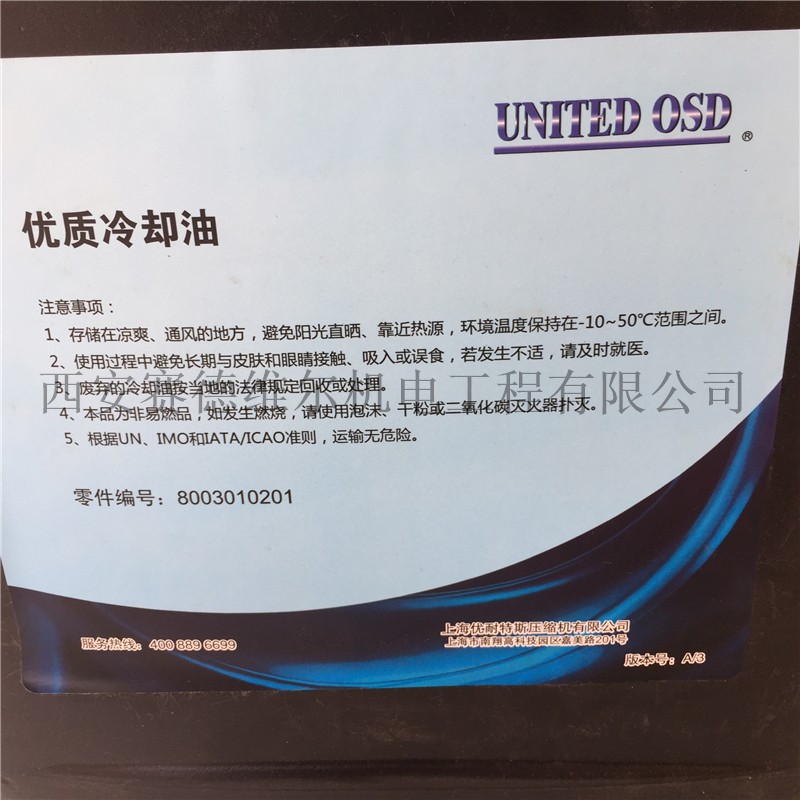 UNITED OSD ®
优质冷却油
注意事项：
1、存储在凉爽、通风的地方，避免阳光直晒、靠近热源，环境温度保持在-10~50℃范围之间。
2、使用过程中避免长期与皮肤和眼睛接触、吸入或误食，若发生不适，请及时就医。
3、废弃的冷却油按当地的法律规定回收或处理。
西安赛德维尔机电工程有限公司
4、本品为非易燃品，如发生燃烧，请使用泡沫、干粉或二氧化碳灭火器扑灭。
5、根据UN、IMO和IATA/ICAO准则，运输无危险。
零件编号：8003010201
服务热线：400 889 6699
上海优耐特斯压缩机有限公司
上海市南翔高科技园区嘉美路201号
版本号：A/3